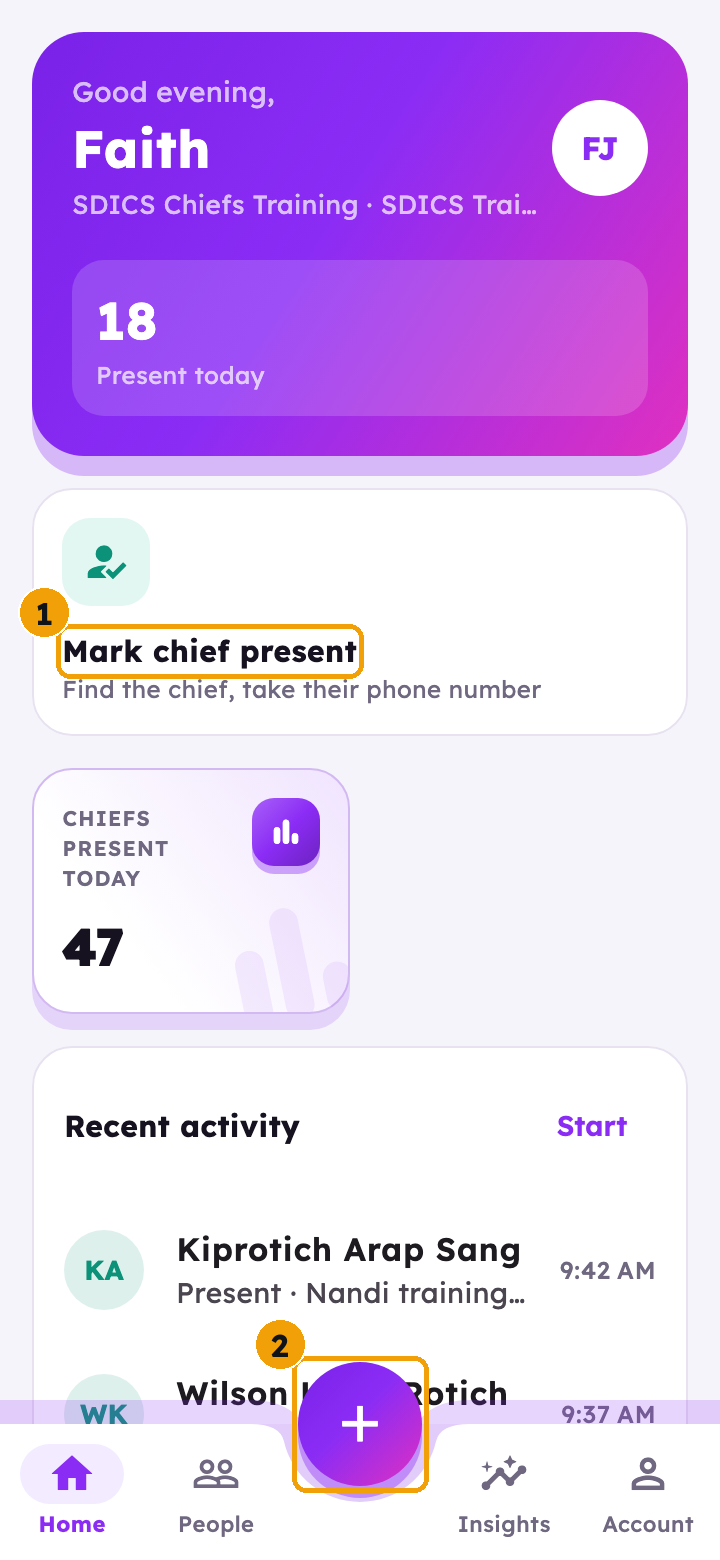 Good evening,
Faith
FJ
SDICS Chiefs Training · SDICS Trai...
18
Present today
1
Mark chief present
Find the chief, take their phone number
CHIEFS
PRESENT
TODAY
47
Recent activity
Start
KA
Kiprotich Arap Sang
9:42 AM
Present · Nandi training...
2
WK
Wilson
Rotich
9:37 AM
Home
People
Insights
Account